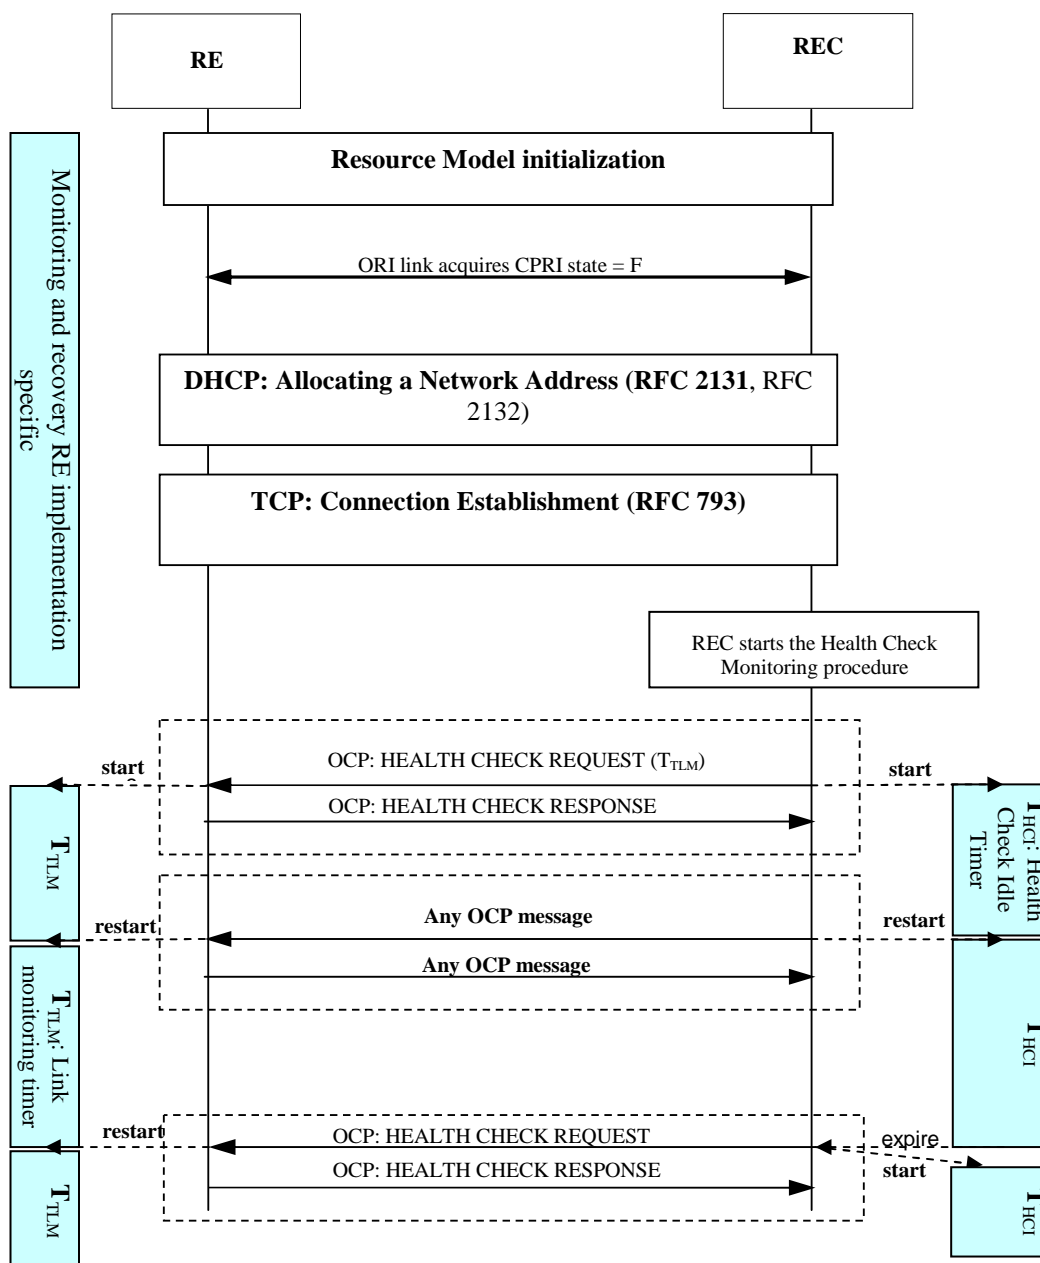 RE
REC
Resource Model initialization
Monitoring and recovery RE implementation
specific
ORI link acquires CPRI state = F
DHCP: Allocating a Network Address (RFC 2131, RFC
2132)
TCP: Connection Establishment (RFC 793)
REC starts the Health Check
Monitoring procedure
OCP: HEALTH CHECK REQUEST (TTLM)
start
start
OCP: HEALTH CHECK RESPONSE
TTLM
THCI: Health
Check Idle
Timer
Any OCP message
restart
restart
Any OCP message
TTLM: Link
monitoring timer
THCI
OCP: HEALTH CHECK REQUEST
restart
expire
OCP: HEALTH CHECK RESPONSE
start
TTLM
THCI